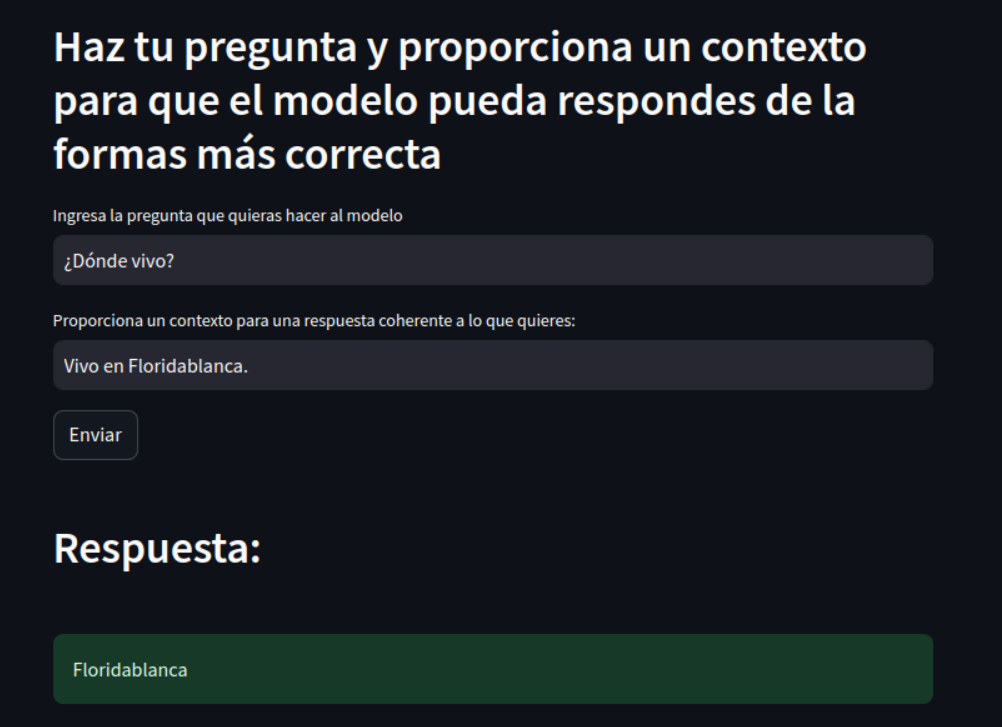 Haz tu pregunta y proporciona un contexto
para que el modelo pueda respondes de la
formas más correcta
Ingresa la pregunta que quieras hacer al modelo
¿Dónde vivo?
Proporciona un contexto para una respuesta coherente a lo que quieres:
Vivo en Floridablanca.
Enviar
Respuesta:
Floridablanca